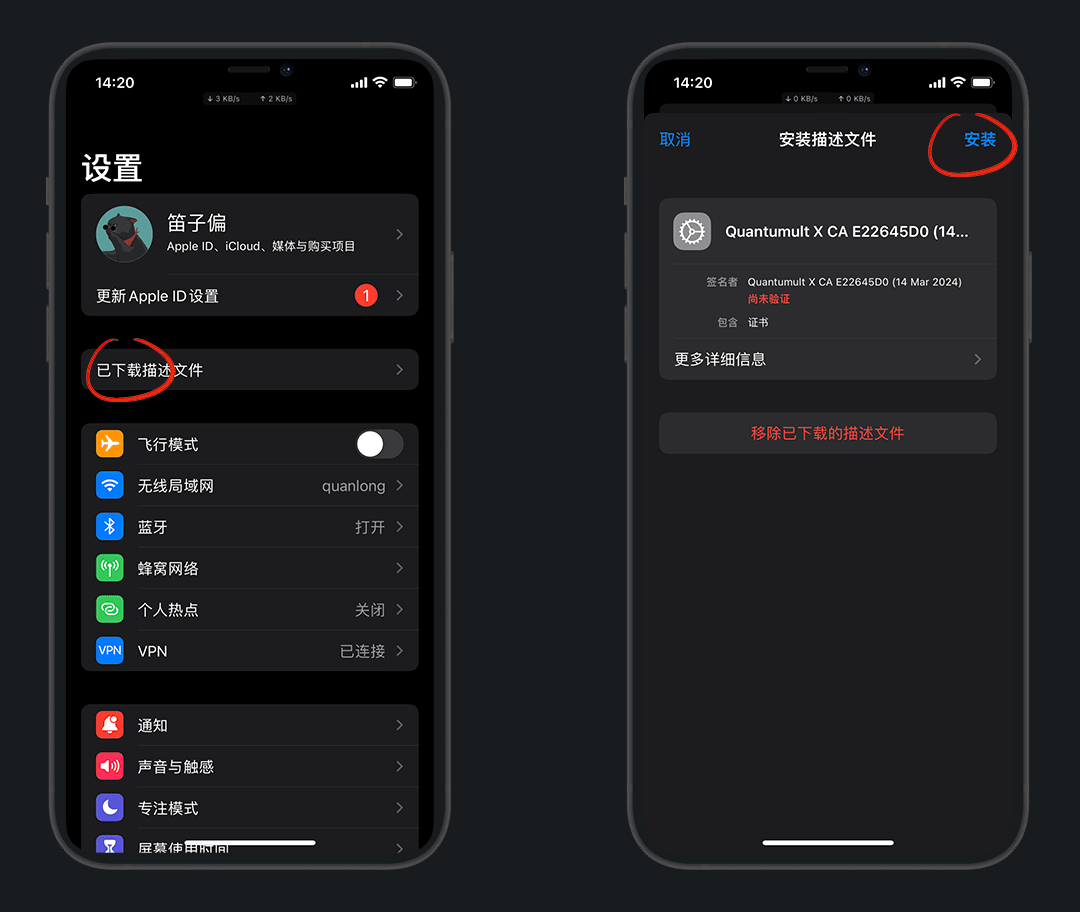 14:20
↓ 3 KB/s ↑ 2 KB/s
设置
笛子偏
Apple ID、iCloud、媒体与购买项目
更新 Apple ID 设置 1
已下载描述文件
飞行模式
无线局域网 quanlong
蓝牙 打开
蜂窝网络
个人热点 关闭
VPN VPN 已连接
通知
声音与触感
专注模式
屏幕使用时间
14:20
↓ 0 KB/s ↑ 0 KB/s
取消 安装描述文件 安装
Quantumult X CA E22645D0 (14...
签名者 Quantumult X CA E22645D0 (14 Mar 2024)
尚未验证
包含 证书
更多详细信息
移除已下载的描述文件